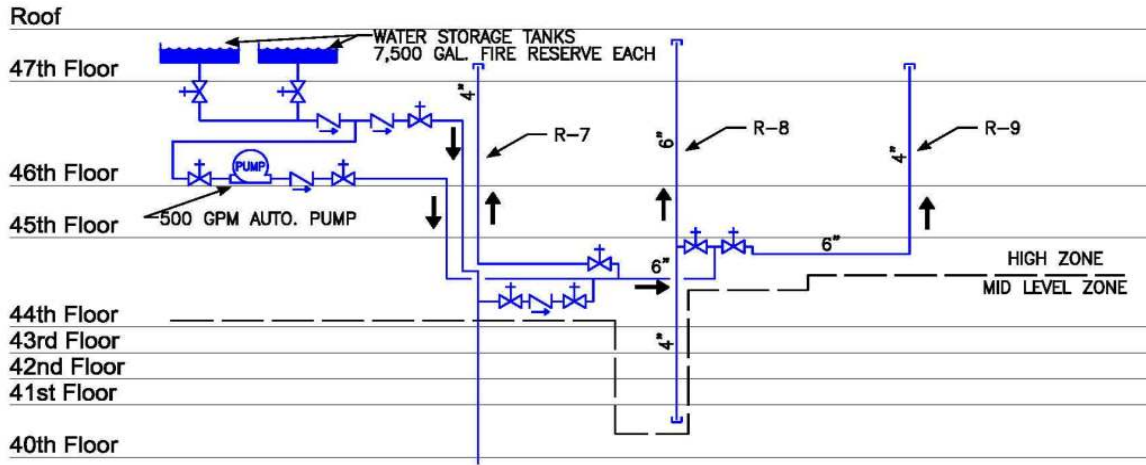 Roof
WATER STORAGE TANKS
7,500 GAL. FIRE RESERVE EACH
47th Floor
4"
R-7
6"
R-8
4"
R-9
PUMP
46th Floor
500 GPM AUTO. PUMP
45th Floor
6"
6"
HIGH ZONE
MID LEVEL ZONE
44th Floor
4"
43rd Floor
42nd Floor
41st Floor
40th Floor